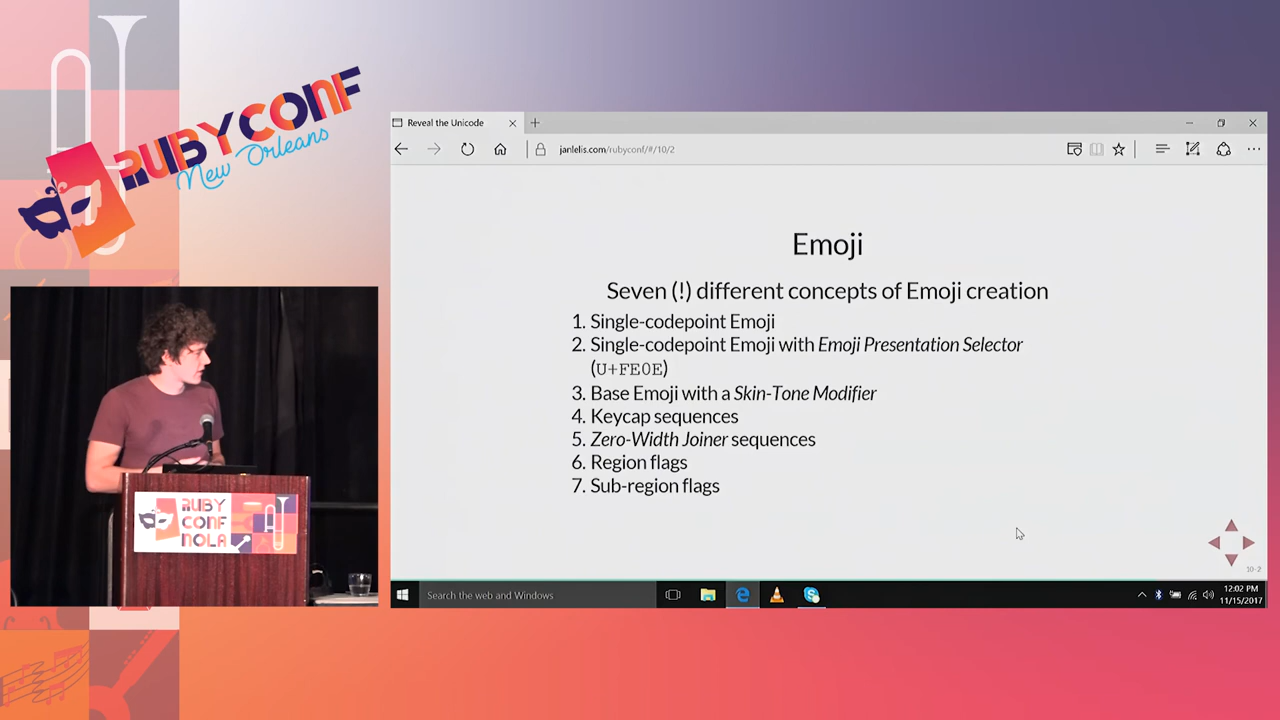 RUBYCONF
New Orleans
Reveal the Unicode
janlelis.com/rubyconf/#/10/2
Emoji
Seven (!) different concepts of Emoji creation
1. Single-codepoint Emoji
2. Single-codepoint Emoji with Emoji Presentation Selector
(U+FE0E)
3. Base Emoji with a Skin-Tone Modifier
4. Keycap sequences
5. Zero-Width Joiner sequences
6. Region flags
7. Sub-region flags
10-2
RUBY
CONF
NOLA
Search the web and Windows
12:02 PM
11/15/2017